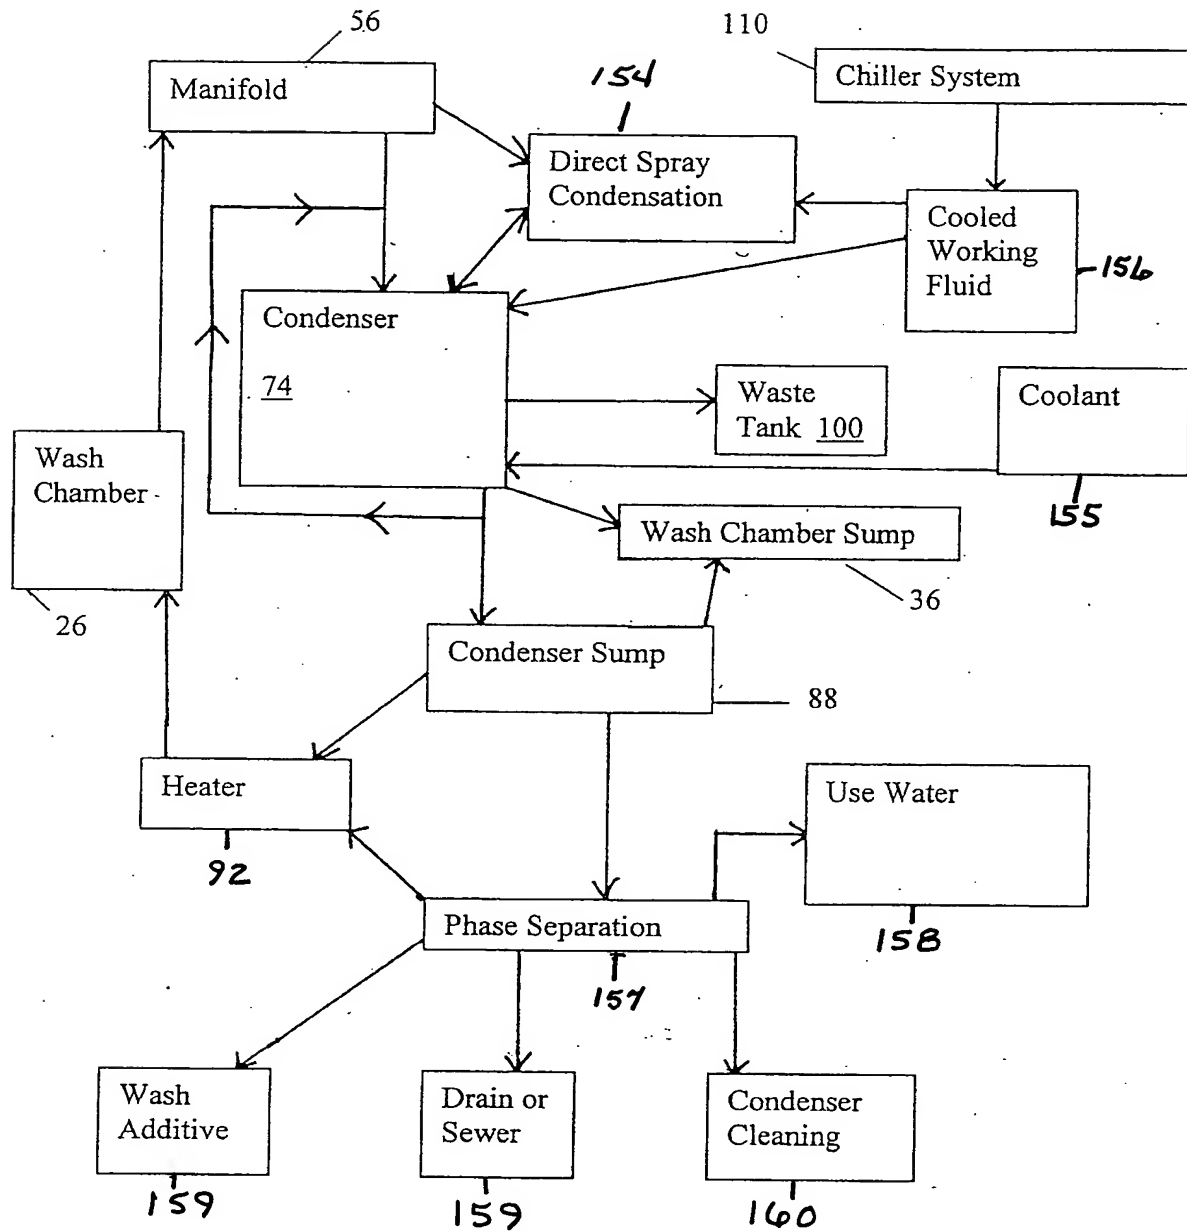 56
110
Manifold
154
Chiller System
Direct Spray
Condensation
Cooled
Working
Fluid
156
Condenser
74
Waste
Tank 100
Coolant
155
Wash
Chamber
Wash Chamber Sump
36
26
Condenser Sump
88
Heater
92
Use Water
158
Phase Separation
157
Wash
Additive
Drain or
Sewer
Condenser
Cleaning
159
159
160